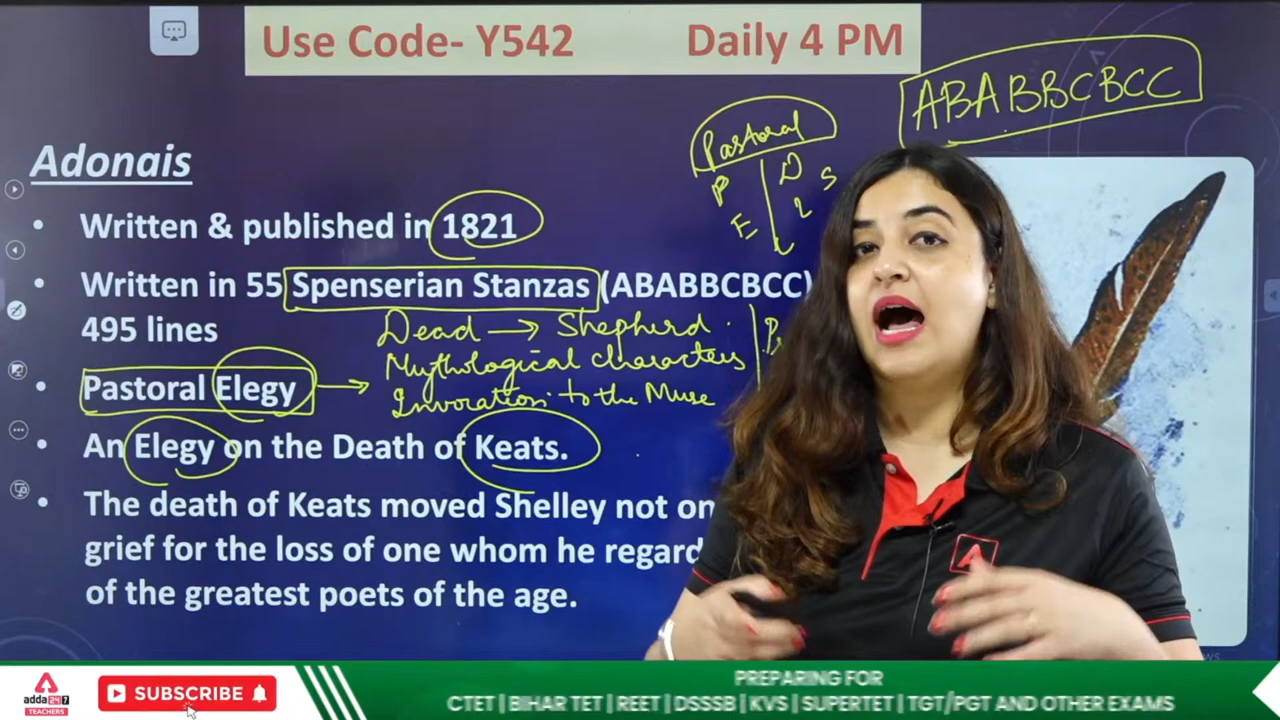 Use Code- Y542 Daily 4 PM
ABABBCBCC
Pastoral
P D S
E L
Adonais
• Written & published in 1821
• Written in 55 Spenserian Stanzas (ABABBCBCC)
495 lines
Dead → Shepherd
Mythological characters
Invocation to the Muse
• Pastoral Elegy →
• An Elegy on the Death of Keats.
• The death of Keats moved Shelley not
grief for the loss of one whom he
of the greatest poets of the age.
adda247
TEACHERS
SUBSCRIBE
PREPARING FOR
CTET | BIHAR TET | REET | DSSSB | KVS | SUPERTET | TGT/PGT AND OTHER EXAMS